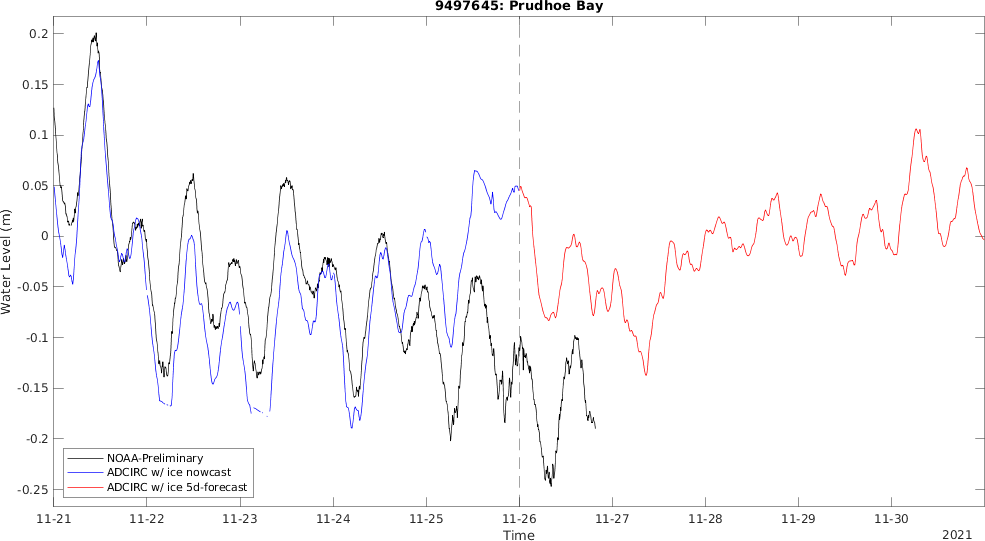 9497645: Prudhoe Bay
Water Level (m)
0.2
0.15
0.1
0.05
0
-0.05
-0.1
-0.15
-0.2
-0.25
NOAA-Preliminary
ADCIRC w/ ice nowcast
ADCIRC w/ ice 5d-forecast
11-21 11-22 11-23 11-24 11-25 11-26 11-27 11-28 11-29 11-30
Time
2021